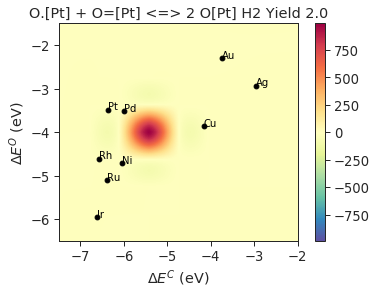 O.[Pt] + O=[Pt] <=> 2 O[Pt] H2 Yield 2.0
ΔE^O (eV)
−2
−3
−4
−5
−6
Au
Ag
Pt
Pd
Cu
Rh
Ni
Ru
Ir
−7
−6
−5
−4
−3
−2
ΔE^C (eV)
750
500
250
0
−250
−500
−750